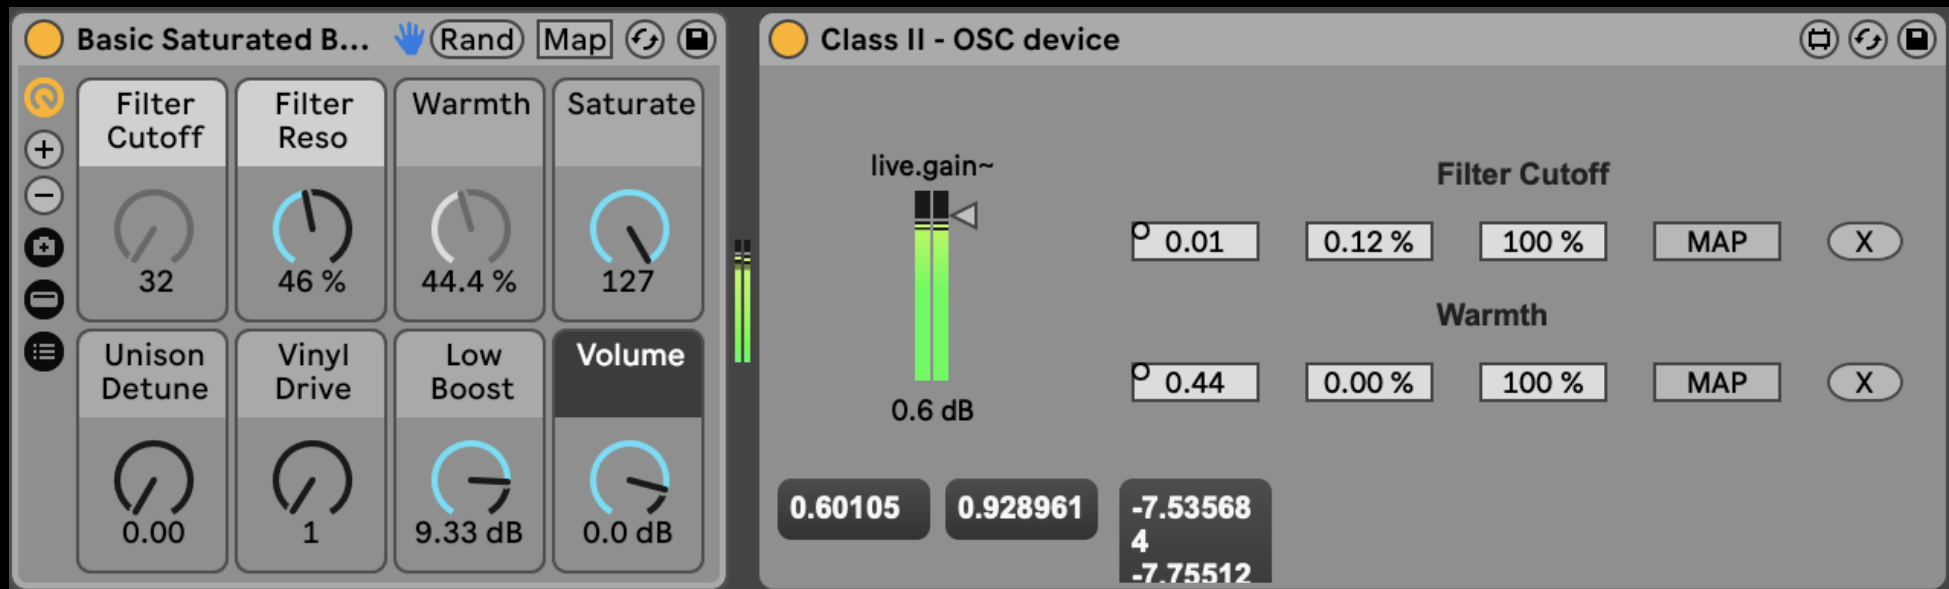 Basic Saturated B...
Rand
Map
Filter
Cutoff
32
Filter
Reso
46 %
Warmth
44.4 %
Saturate
127
Unison
Detune
0.00
Vinyl
Drive
1
Low
Boost
9.33 dB
Volume
0.0 dB
Class II - OSC device
live.gain~
0.6 dB
Filter Cutoff
0.01
0.12 %
100 %
MAP
X
Warmth
0.44
0.00 %
100 %
MAP
X
0.60105
0.928961
-7.53568
4
-7.75512